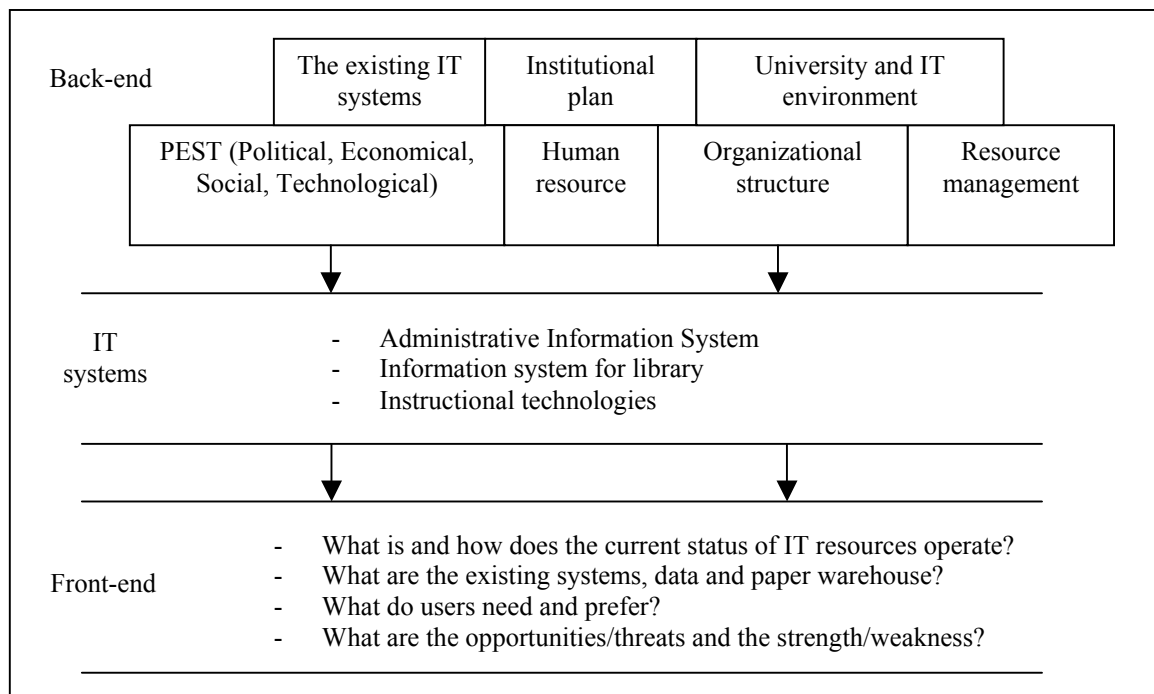 Back-end
The existing IT
systems
Institutional
plan
University and IT
environment
PEST (Political, Economical,
Social, Technological)
Human
resource
Organizational
structure
Resource
management
IT
systems
- Administrative Information System
- Information system for library
- Instructional technologies
Front-end
- What is and how does the current status of IT resources operate?
- What are the existing systems, data and paper warehouse?
- What do users need and prefer?
- What are the opportunities/threats and the strength/weakness?